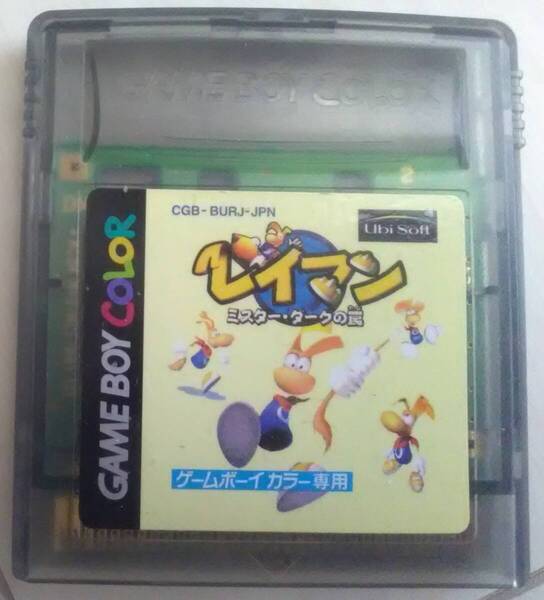 GAME BOY COLOR
CGB-BURJ-JPN
Ubi Soft
レイマン
ミスター・ダークの罠
GAME BOY COLOR
ゲームボーイカラー専用